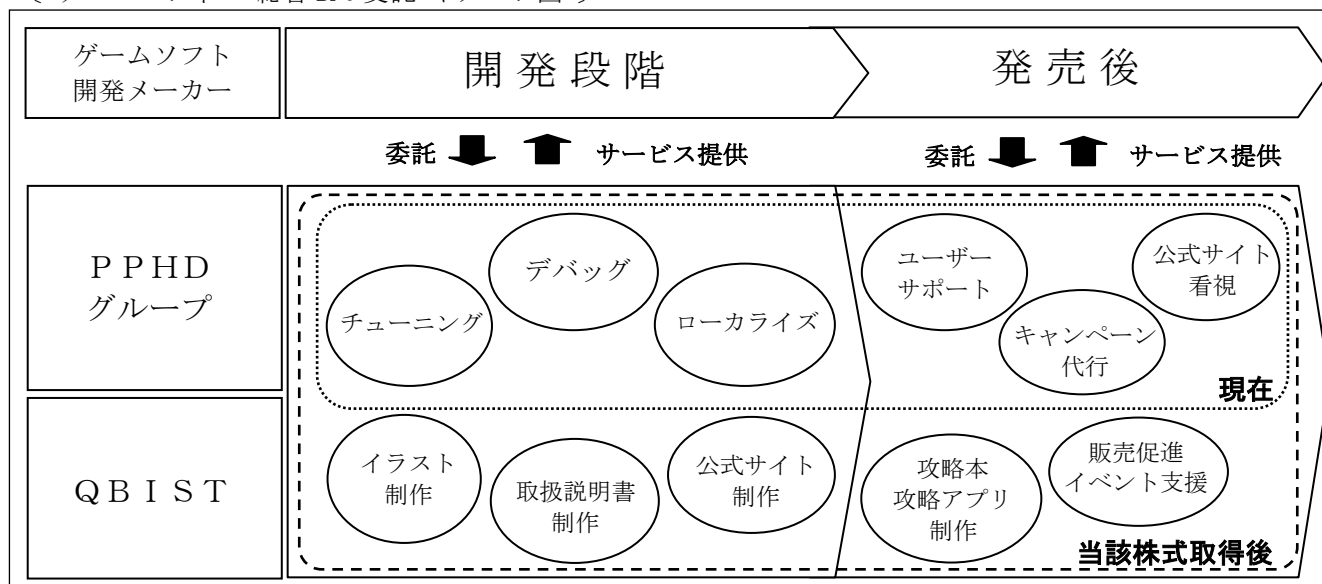 ゲームソフト
開発メーカー
開発段階
発売後
委託
サービス提供
委託
サービス提供
ＰＰＨＤ
グループ
チューニング
デバッグ
ローカライズ
ユーザー
サポート
キャンペーン
代行
公式サイト
看視
現在
ＱＢＩＳＴ
イラスト
制作
取扱説明書
制作
公式サイト
制作
攻略本
攻略アプリ
制作
販売促進
イベント支援
当該株式取得後